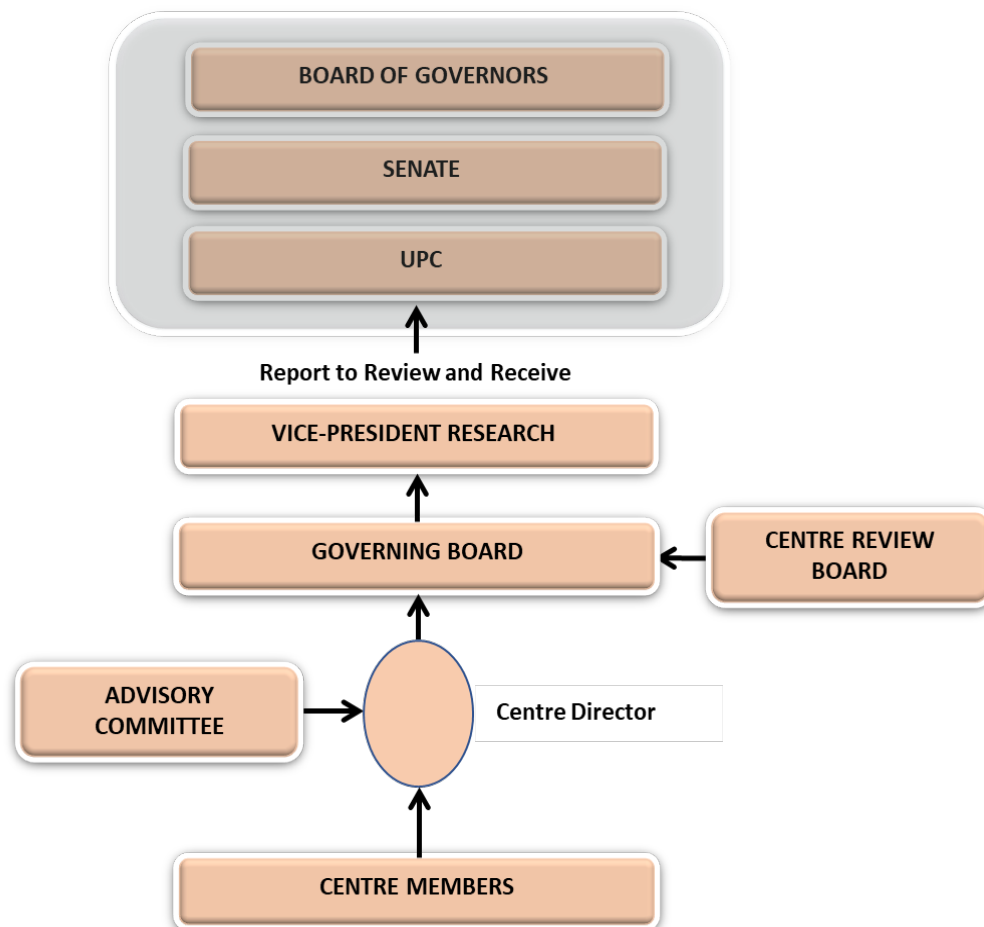 BOARD OF GOVERNORS
SENATE
UPC
Report to Review and Receive
VICE-PRESIDENT RESEARCH
GOVERNING BOARD
CENTRE REVIEW
BOARD
ADVISORY
COMMITTEE
Centre Director
CENTRE MEMBERS